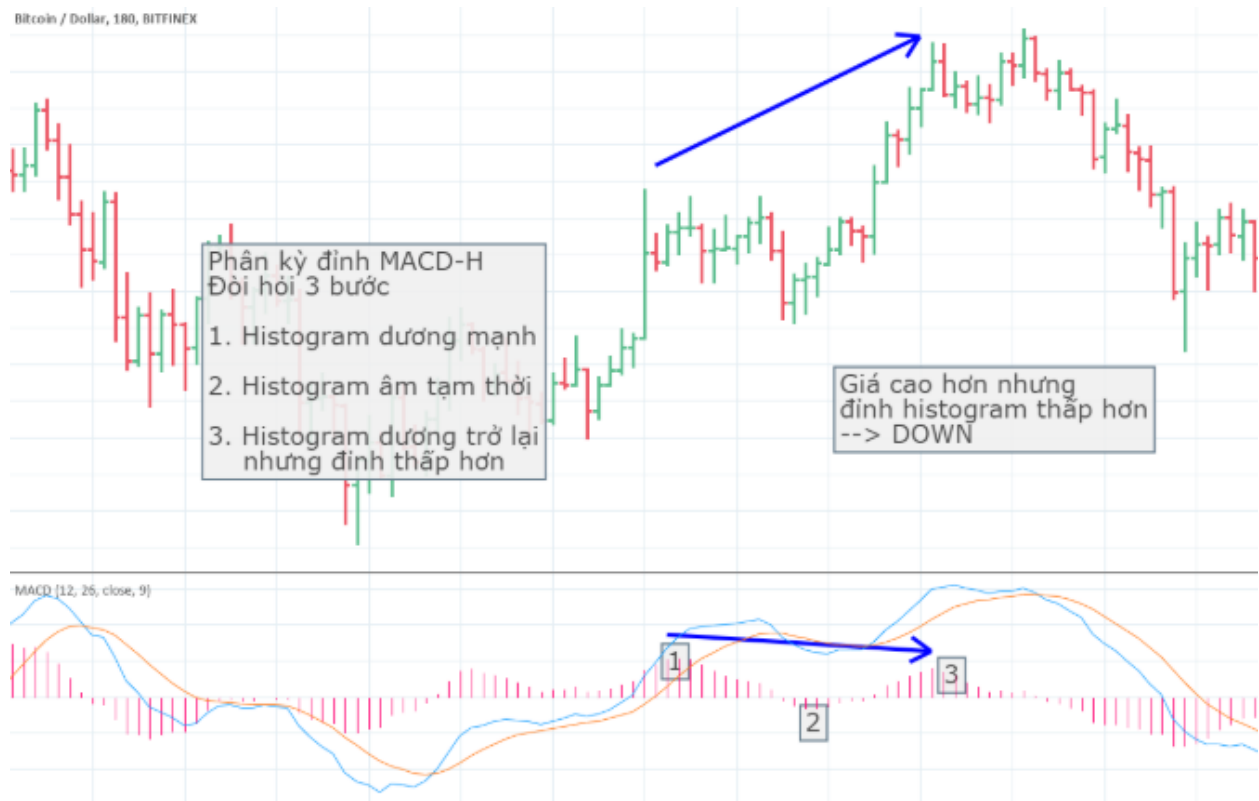 Bitcoin / Dollar, 180, BITFINEX
Phân kỳ đỉnh MACD-H
Đòi hỏi 3 bước
1. Histogram dương mạnh
2. Histogram âm tạm thời
3. Histogram dương trở lại
nhưng đỉnh thấp hơn
Giá cao hơn nhưng
đỉnh histogram thấp hơn
--> DOWN
MACD (12, 26, close, 9)
1
2
3